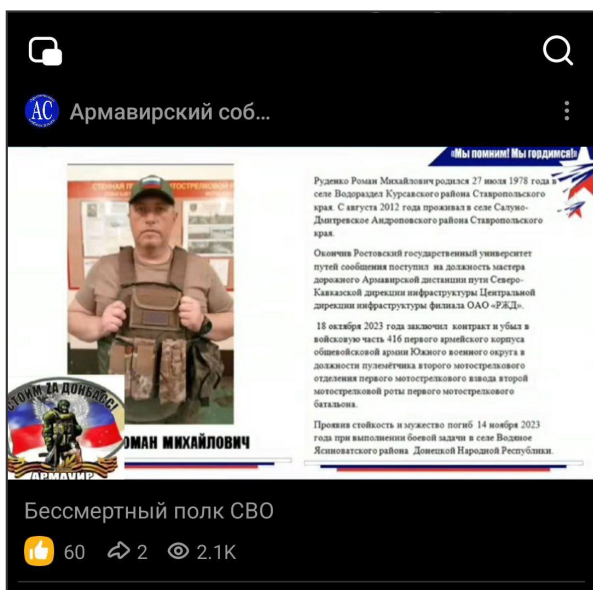 Армавирский соб...
«Мы помним! Мы гордимся!»
Руденко Роман Михайлович родился 27 июля 1978 года в
селе Водораздел Курсавского района Ставропольского
края. С августа 2012 года проживал в селе Салуно-
Дмитревское Андроповского района Ставропольского
края.
Окончив Ростовский государственный университет
путей сообщения поступил на должность мастера
дорожного Армавирской дистанции пути Северо-
Кавказской дирекции инфраструктуры Центральной
дирекции инфраструктуры филиала ОАО «РЖД».
18 октября 2023 года заключил контракт и убыл в
войсковую часть 416 первого армейского корпуса
общевойсковой армии Южного военного округа в
должности пулемётчика второго мотострелкового
отделения первого мотострелкового взвода второй
мотострелковой роты первого мотострелкового
батальона.
Проявив стойкость и мужество погиб 14 ноября 2023
года при выполнении боевой задачи в селе Водяное
Ясиноватского района Донецкой Народной Республики.
СТЕННАЯ ТОСТРЕЛКОВАЯ
СТОИМ ZА ДОНБАСС!
АРМАВИР
ОМАН МИХАЙЛОВИЧ
Бессмертный полк СВО
60 2 2.1K